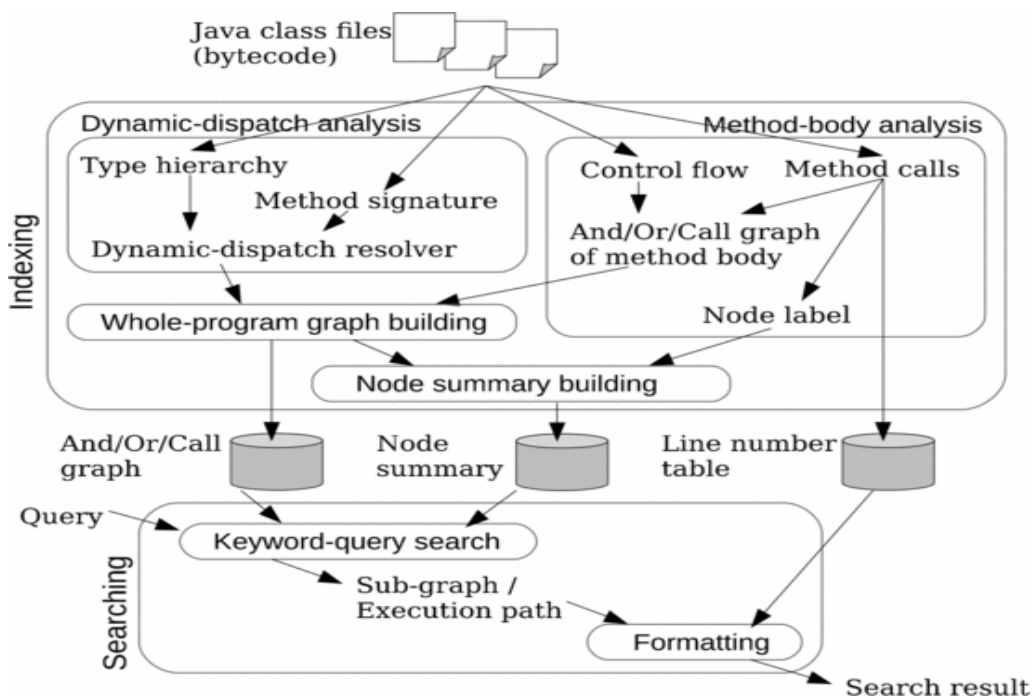 Java class files
(bytecode)
Dynamic-dispatch analysis
Method-body analysis
Type hierarchy
Control flow
Method calls
Method signature
Dynamic-dispatch resolver
And/Or/Call graph
of method body
Indexing
Whole-program graph building
Node label
Node summary building
And/Or/Call
graph
Node
summary
Line number
table
Query
Keyword-query search
Searching
Sub-graph /
Execution path
Formatting
Search result